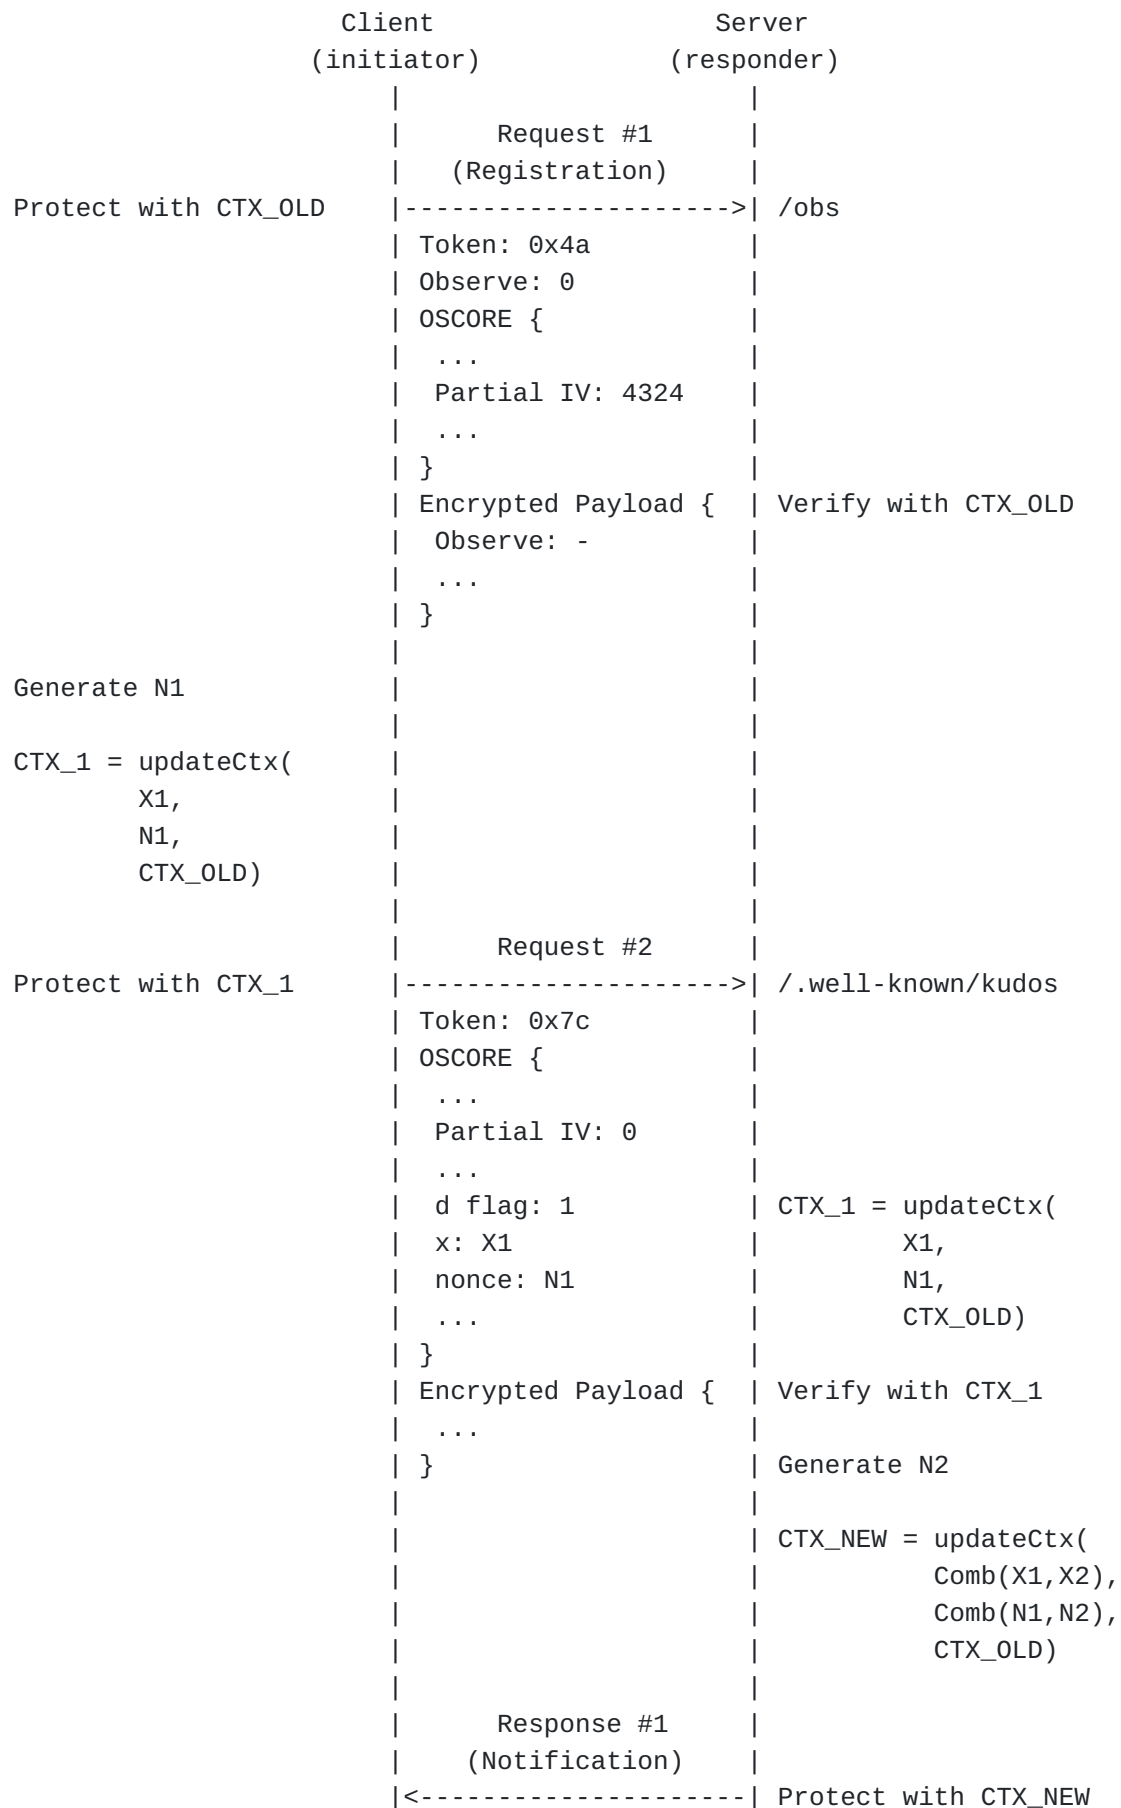 Client                  Server
                   (initiator)            (responder)
                        |                      |
                        |      Request #1      |
                        |   (Registration)     |
Protect with CTX_OLD    |--------------------->| /obs
                        | Token: 0x4a          |
                        | Observe: 0           |
                        | OSCORE {             |
                        |  ...                 |
                        |  Partial IV: 4324    |
                        |  ...                 |
                        | }                    |
                        | Encrypted Payload {  | Verify with CTX_OLD
                        |  Observe: -          |
                        |  ...                 |
                        | }                    |
                        |                      |
Generate N1             |                      |
                        |                      |
CTX_1 = updateCtx(      |                      |
        X1,             |                      |
        N1,             |                      |
        CTX_OLD)        |                      |
                        |                      |
                        |      Request #2      |
Protect with CTX_1      |--------------------->| /.well-known/kudos
                        | Token: 0x7c          |
                        | OSCORE {             |
                        |  ...                 |
                        |  Partial IV: 0       |
                        |  ...                 |
                        |  d flag: 1           | CTX_1 = updateCtx(
                        |  x: X1               |         X1,
                        |  nonce: N1           |         N1,
                        |  ...                 |         CTX_OLD)
                        | }                    |
                        | Encrypted Payload {  | Verify with CTX_1
                        |  ...                 |
                        | }                    | Generate N2
                        |                      |
                        |                      | CTX_NEW = updateCtx(
                        |                      |           Comb(X1,X2),
                        |                      |           Comb(N1,N2),
                        |                      |           CTX_OLD)
                        |                      |
                        |      Response #1     |
                        |    (Notification)    |
                        |<---------------------| Protect with CTX_NEW